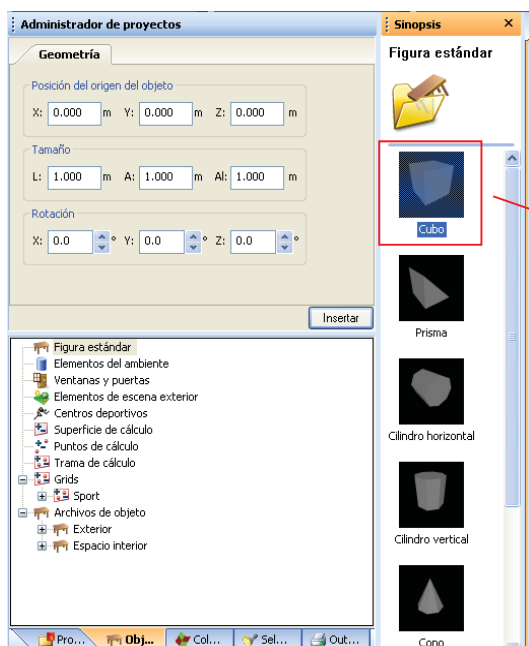 Administrador de proyectos
Geometría
Posición del origen del objeto
X: 0.000 m Y: 0.000 m Z: 0.000 m
Tamaño
L: 1.000 m A: 1.000 m Al: 1.000 m
Rotación
X: 0.0 ° Y: 0.0 ° Z: 0.0 °
Insertar
Figura estándar
Elementos del ambiente
Ventanas y puertas
Elementos de escena exterior
Centros deportivos
Superficie de cálculo
Puntos de cálculo
Trama de cálculo
Grids
Sport
Archivos de objeto
Exterior
Espacio interior
Pro... Obj... Col... Sel... Out...
Sinopsis x
Figura estándar
Cubo
Prisma
Cilindro horizontal
Cilindro vertical
Cono